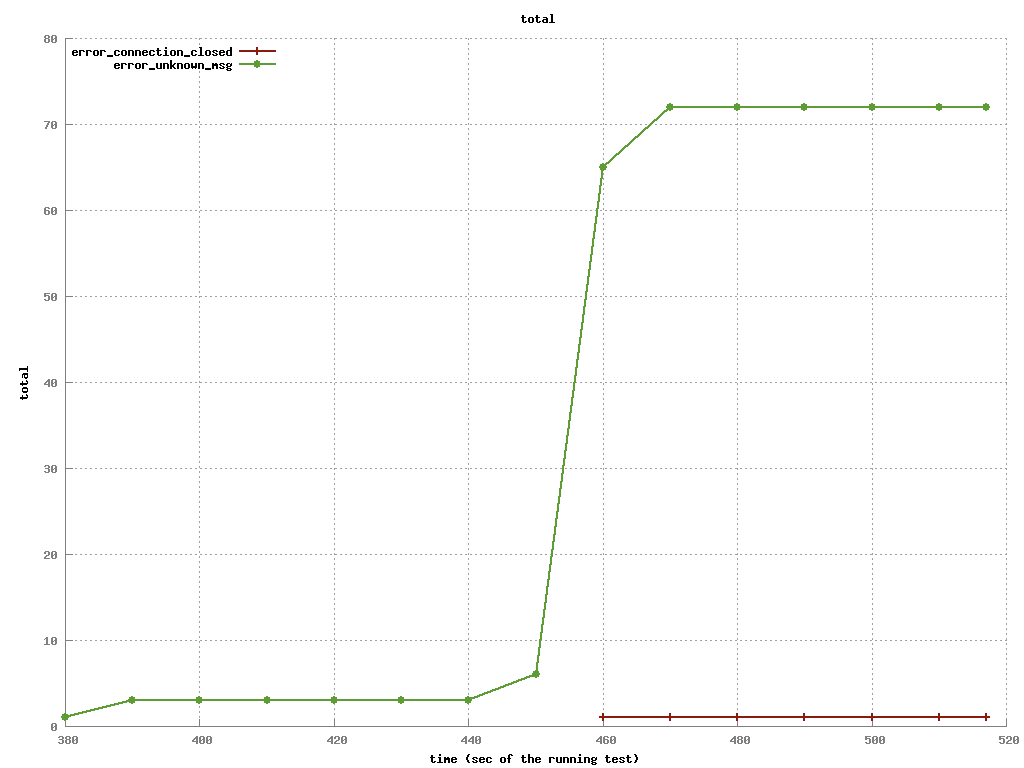 total
80
error_connection_closed
error_unknown_msg
70
60
50
40
total
30
20
10
0
380 400 420 440 460 480 500 520
time (sec of the running test)